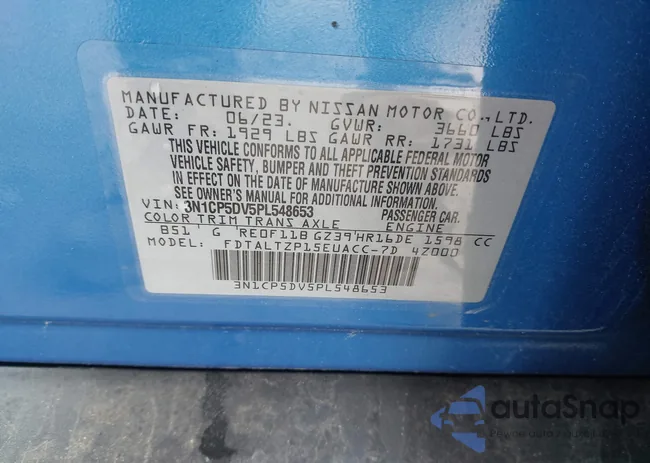 MANUFACTURED BY NISSAN MOTOR CO., LTD.
DATE: 06/23. GVWR: 3660 LBS
GAWR FR: 1929 LBS GAWR RR: 1731 LBS
THIS VEHICLE CONFORMS TO ALL APPLICABLE FEDERAL MOTOR
VEHICLE SAFETY, BUMPER AND THEFT PREVENTION STANDARDS
IN EFFECT ON THE DATE OF MANUFACTURE SHOWN ABOVE.
SEE OWNER'S MANUAL FOR ADDITIONAL INFORMATION.
VIN: 3N1CP5DV5PL548653 PASSENGER CAR.
COLOR TRIM TRANS AXLE ENGINE
B51' G 'RE0F11B GZ39'HR16DE 1598 CC
MODEL: FDTALTZP15EUACC-7D 4Z000
3N1CP5DV5PL548653
autoSnap